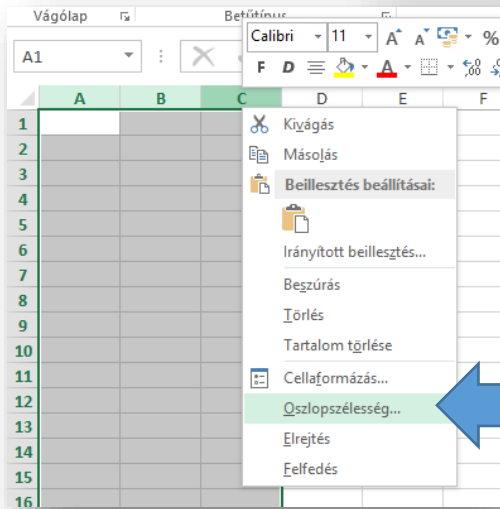 Vágólap Betűtípus
Calibri 11 A A %
A1
F D A
A B C D E F
1
2
3
4
5
6
7
8
9
10
11
12
13
14
15
16
Kivágás
Másolás
Beillesztés beállításai:
Irányított beillesztés...
Beszúrás
Törlés
Tartalom törlése
Cellaformázás...
Oszlopszélesség...
Elrejtés
Felfedés